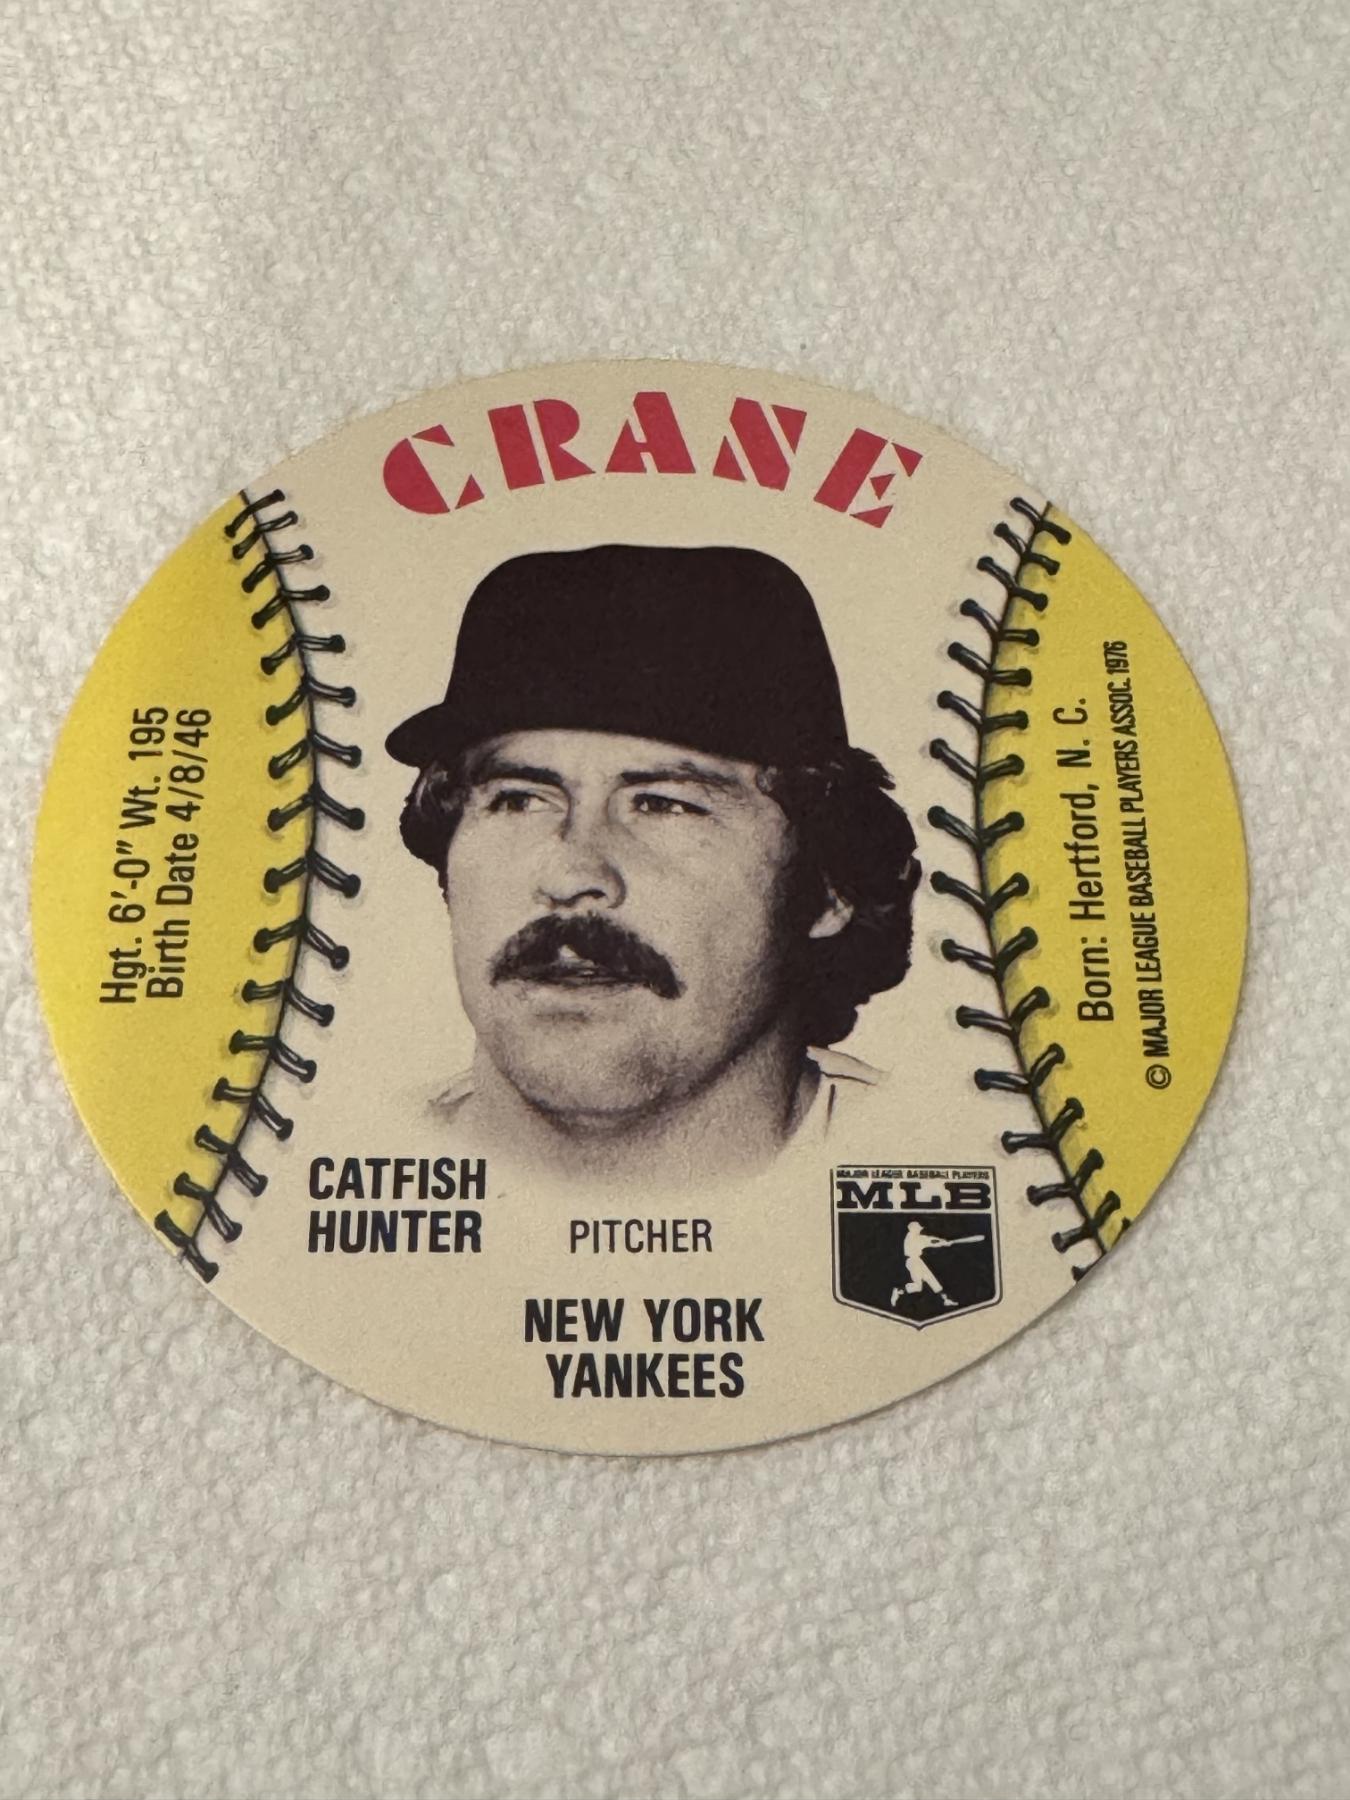 CRANE
Hgt. 6'-0" Wt. 195
Birth Date 4/8/46
Born: Hertford, N. C.
© MAJOR LEAGUE BASEBALL PLAYERS ASSOC. 1976
CATFISH
HUNTER
PITCHER
NEW YORK
YANKEES
MAJOR LEAGUE BASEBALL PLAYERS
MLB